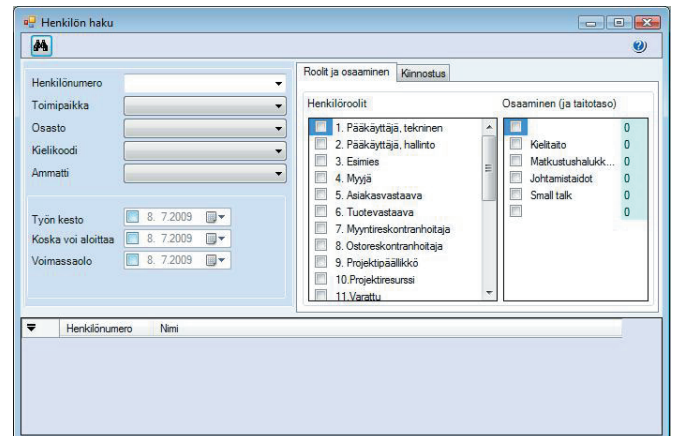 Henkilön haku
Roolit ja osaaminen Kiinnostus
Henkilönumero
Toimipaikka
Osasto
Kielikoodi
Ammatti
Työn kesto 8. 7.2009
Koska voi aloittaa 8. 7.2009
Voimassaolo 8. 7.2009
Henkilöroolit
1. Pääkäyttäjä, tekninen
2. Pääkäyttäjä, hallinto
3. Esimies
4. Myyjä
5. Asiakasvastaava
6. Tuotevastaava
7. Myyntireskontranhoitaja
8. Ostoreskontranhoitaja
9. Projektipäällikkö
10.Projektiresurssi
11.Varattu
Osaaminen (ja taitotaso)
0
Kielitaito 0
Matkustushalukk... 0
Johtamistaidot 0
Small talk 0
0
Henkilönumero Nimi